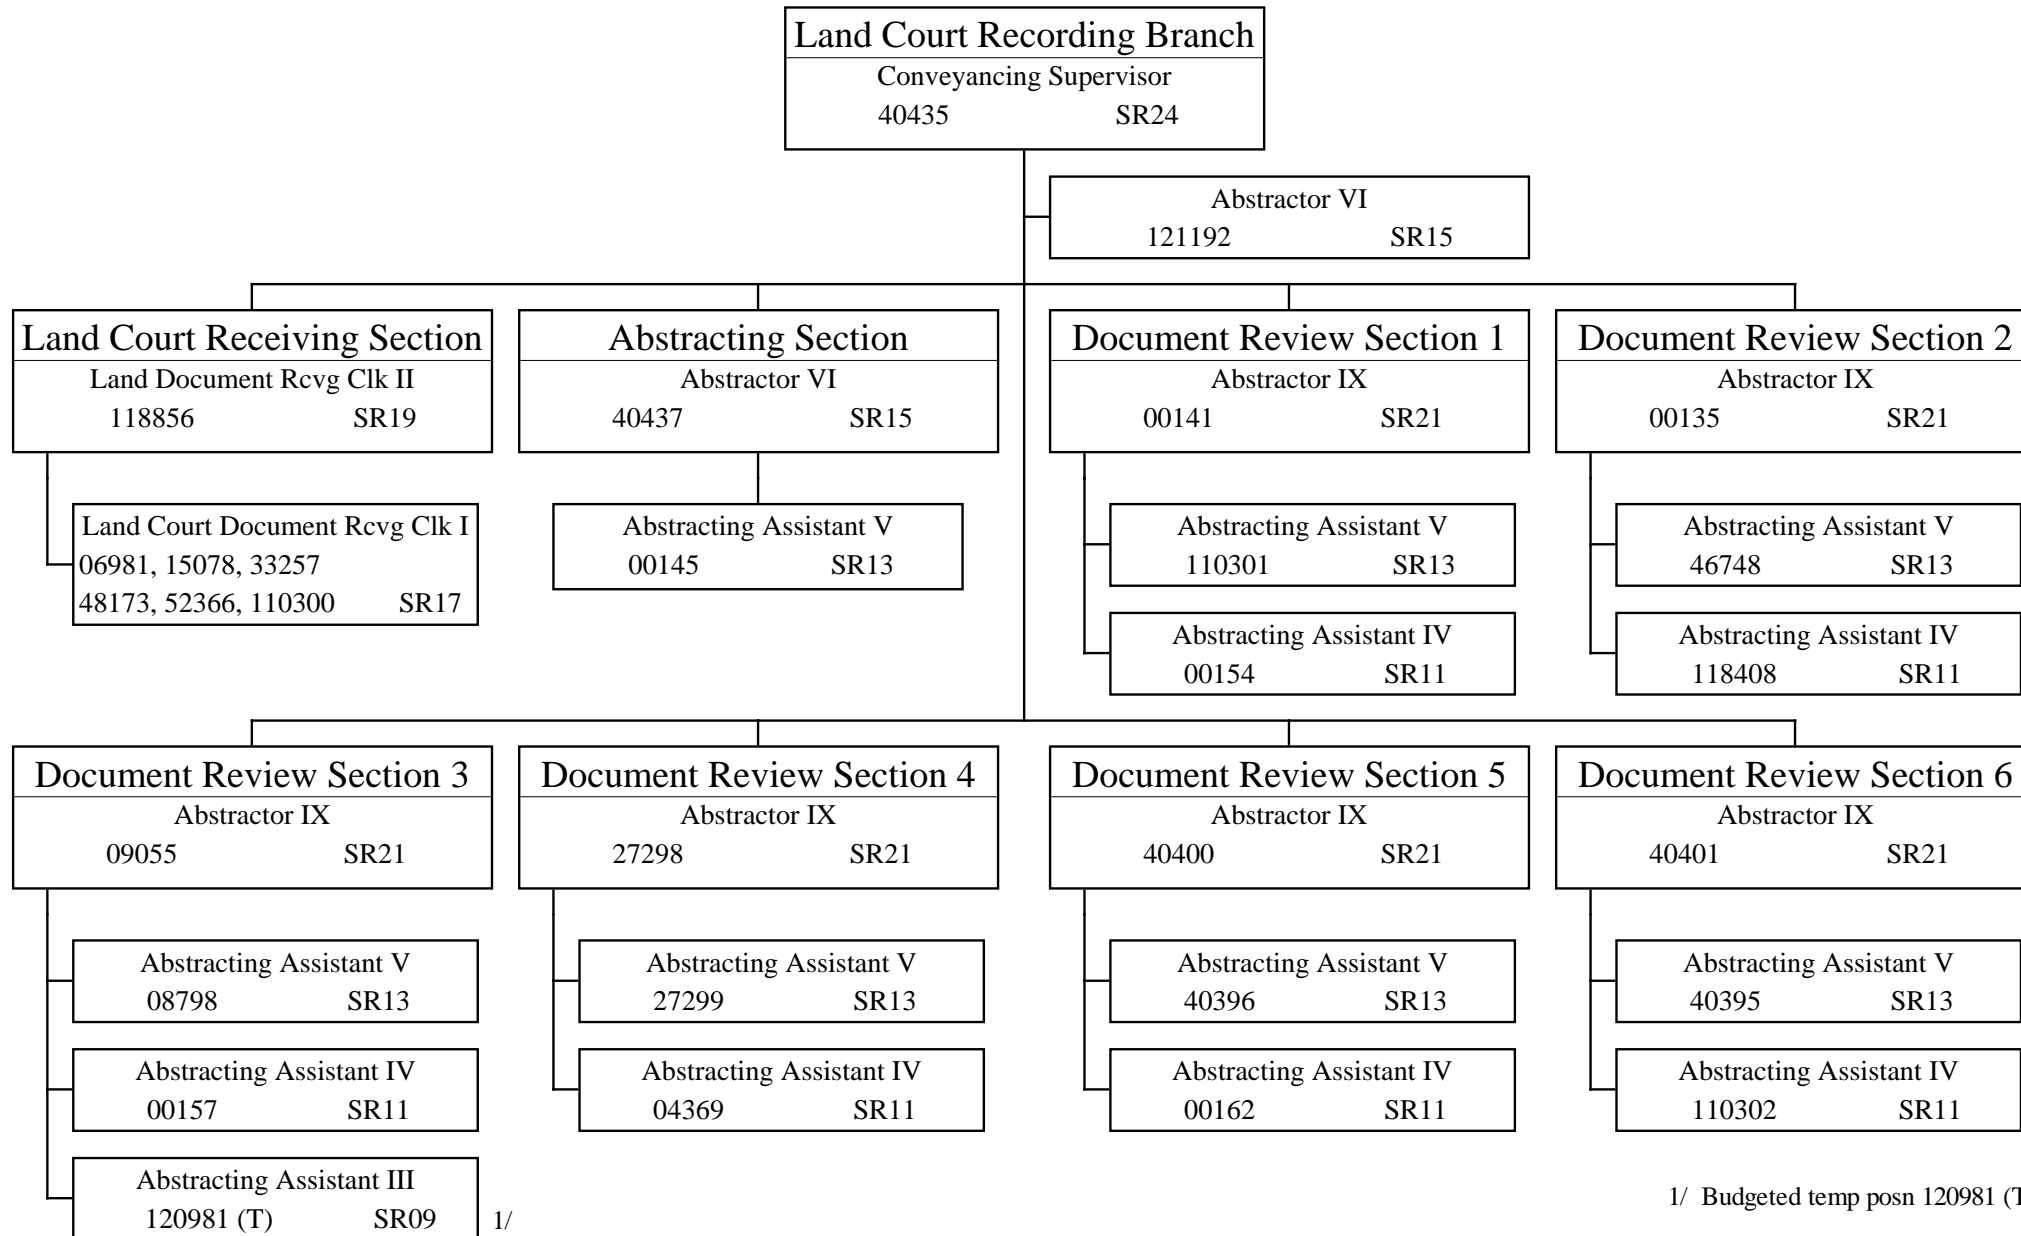 Land Court Recording Branch
Conveyancing Supervisor
40435 SR24
Abstractor VI
121192 SR15
Land Court Receiving Section
Land Document Rcvg Clk II
118856 SR19
Land Court Document Rcvg Clk I
06981, 15078, 33257
48173, 52366, 110300 SR17
Abstracting Section
Abstractor VI
40437 SR15
Abstracting Assistant V
00145 SR13
Document Review Section 1
Abstractor IX
00141 SR21
Abstracting Assistant V
110301 SR13
Abstracting Assistant IV
00154 SR11
Document Review Section 2
Abstractor IX
00135 SR21
Abstracting Assistant V
46748 SR13
Abstracting Assistant IV
118408 SR11
Document Review Section 3
Abstractor IX
09055 SR21
Abstracting Assistant V
08798 SR13
Abstracting Assistant IV
00157 SR11
Abstracting Assistant III
120981 (T) SR09 1/
Document Review Section 4
Abstractor IX
27298 SR21
Abstracting Assistant V
27299 SR13
Abstracting Assistant IV
04369 SR11
Document Review Section 5
Abstractor IX
40400 SR21
Abstracting Assistant V
40396 SR13
Abstracting Assistant IV
00162 SR11
Document Review Section 6
Abstractor IX
40401 SR21
Abstracting Assistant V
40395 SR13
Abstracting Assistant IV
110302 SR11
1/ Budgeted temp posn 120981 (T